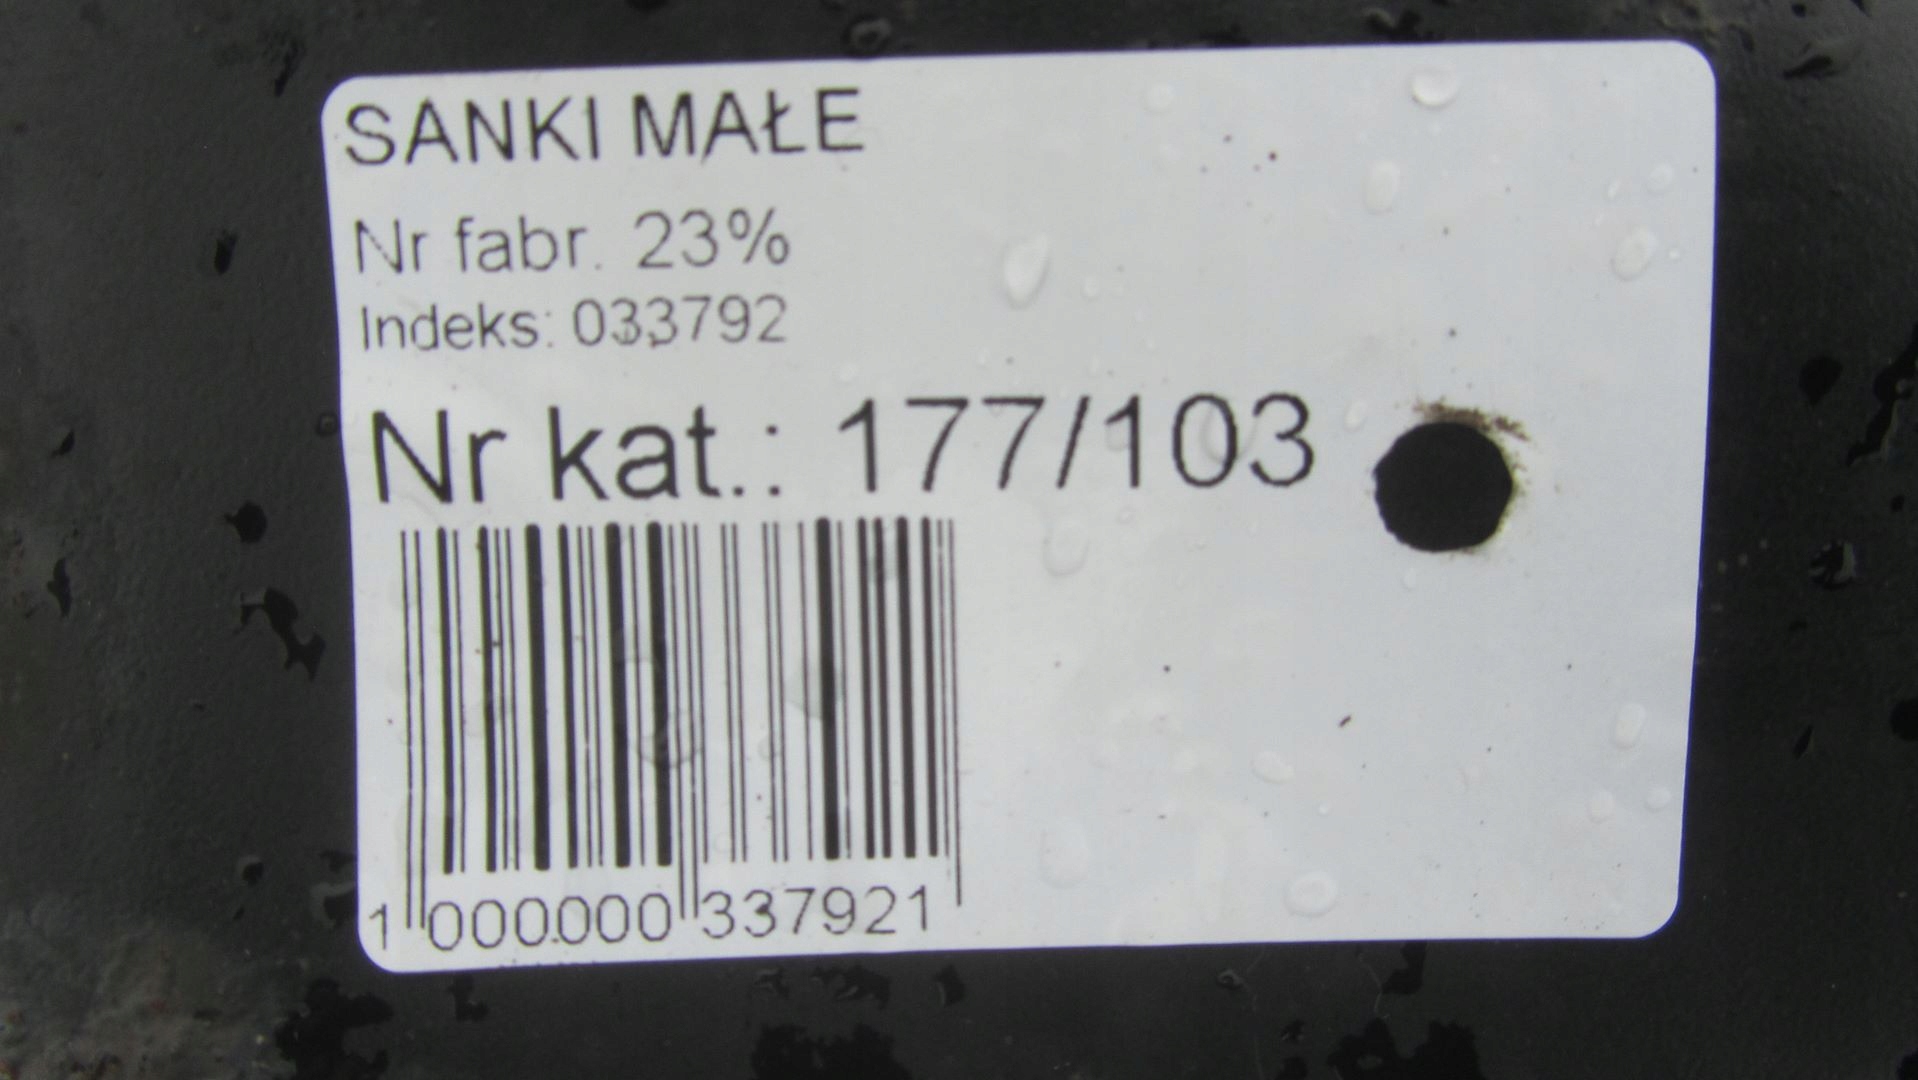 SANKI MAŁE
Nr fabr. 23%
Indeks: 033792
Nr kat.: 177/103
1 000000 337921